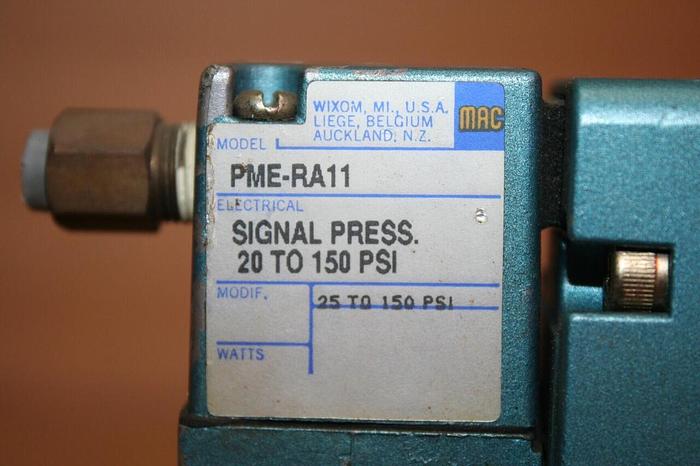 WIXOM, MI., U.S.A.
LIEGE, BELGIUM
AUCKLAND, N.Z.
MAC
MODEL
PME-RA11
ELECTRICAL
SIGNAL PRESS.
20 TO 150 PSI
MODIF.
25 TO 150 PSI
WATTS